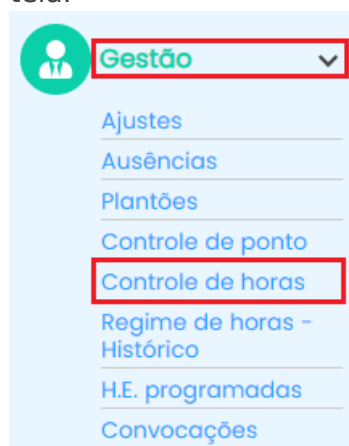 Gestão
Ajustes
Ausências
Plantões
Controle de ponto
Controle de horas
Regime de horas -
Histórico
H.E. programadas
Convocações